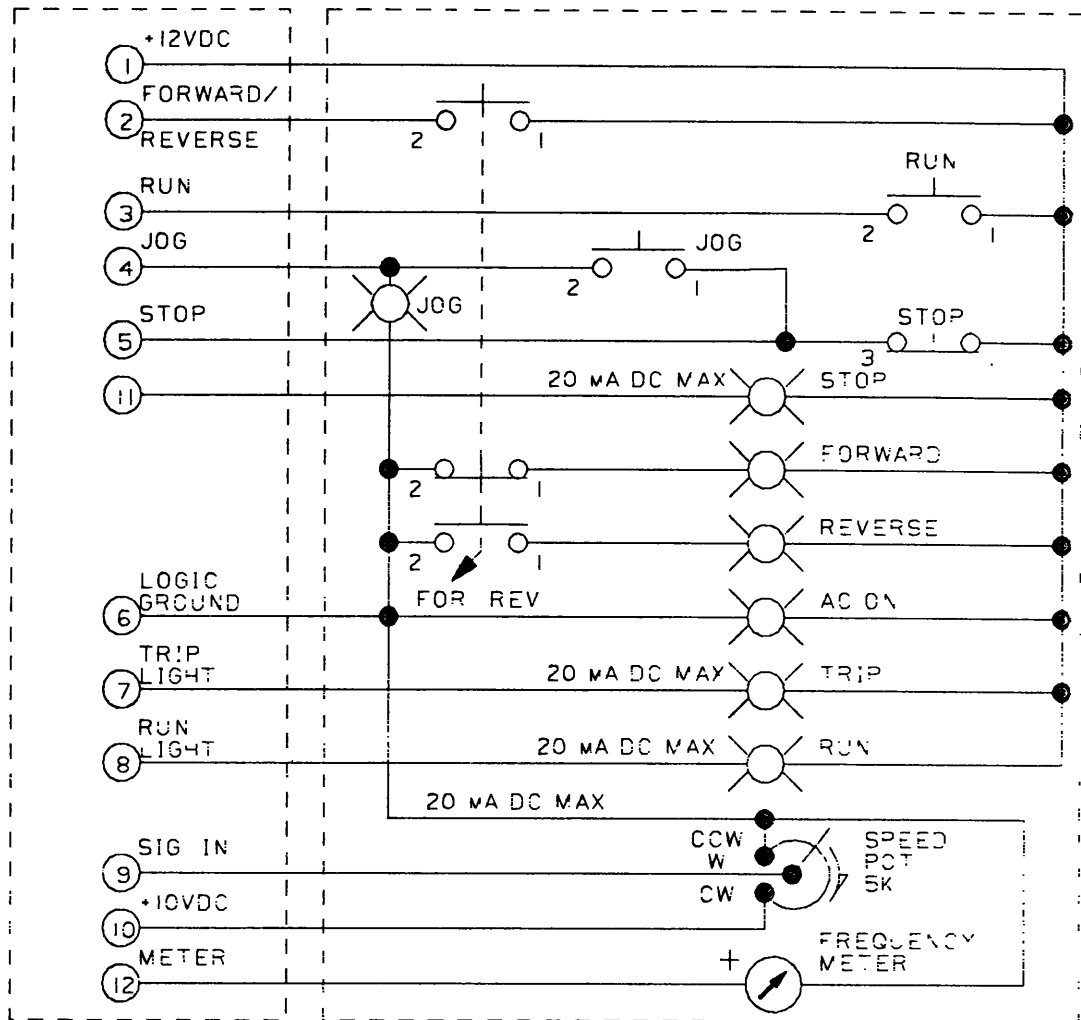 +12VDC
1
FORWARD/
2
REVERSE
2
1
RUN
RUN
3
2
1
JOG
4
JOG
2
1
JOG
STOP
5
STOP
3
11
20 MA DC MAX
STOP
FORWARD
2
1
REVERSE
2
1
LOGIC
GROUND
6
FOR REV
AC ON
TRIP
LIGHT
7
20 MA DC MAX
TRIP
RUN
LIGHT
8
20 MA DC MAX
RUN
20 MA DC MAX
SIG IN
9
CCW
W
CW
SPEED
POT
5K
+10VDC
10
METER
12
+
FREQUENCY
METER